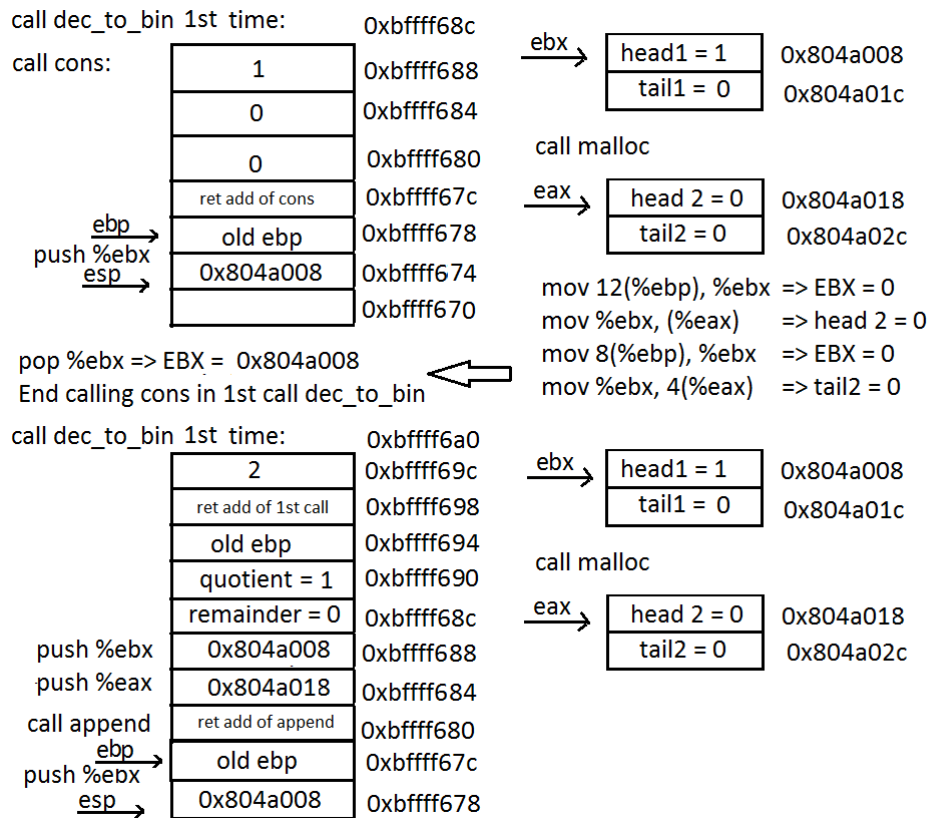 call dec_to_bin 1st time:
0xbffff68c
call cons:
1
0xbffff688
0
0xbffff684
0
0xbffff680
ret add of cons
0xbffff67c
ebp
old ebp
0xbffff678
push %ebx
esp
0x804a008
0xbffff674
0xbffff670
ebx
head1 = 1
0x804a008
tail1 = 0
0x804a01c
call malloc
eax
head 2 = 0
0x804a018
tail2 = 0
0x804a02c
mov 12(%ebp), %ebx => EBX = 0
mov %ebx, (%eax) => head 2 = 0
mov 8(%ebp), %ebx => EBX = 0
mov %ebx, 4(%eax) => tail2 = 0
pop %ebx => EBX = 0x804a008
End calling cons in 1st call dec_to_bin
call dec_to_bin 1st time:
0xbffff6a0
2
0xbffff69c
ret add of 1st call
0xbffff698
old ebp
0xbffff694
quotient = 1
0xbffff690
remainder = 0
0xbffff68c
push %ebx
0x804a008
0xbffff688
push %eax
0x804a018
0xbffff684
call append
ret add of append
0xbffff680
ebp
old ebp
0xbffff67c
push %ebx
esp
0x804a008
0xbffff678
ebx
head1 = 1
0x804a008
tail1 = 0
0x804a01c
call malloc
eax
head 2 = 0
0x804a018
tail2 = 0
0x804a02c